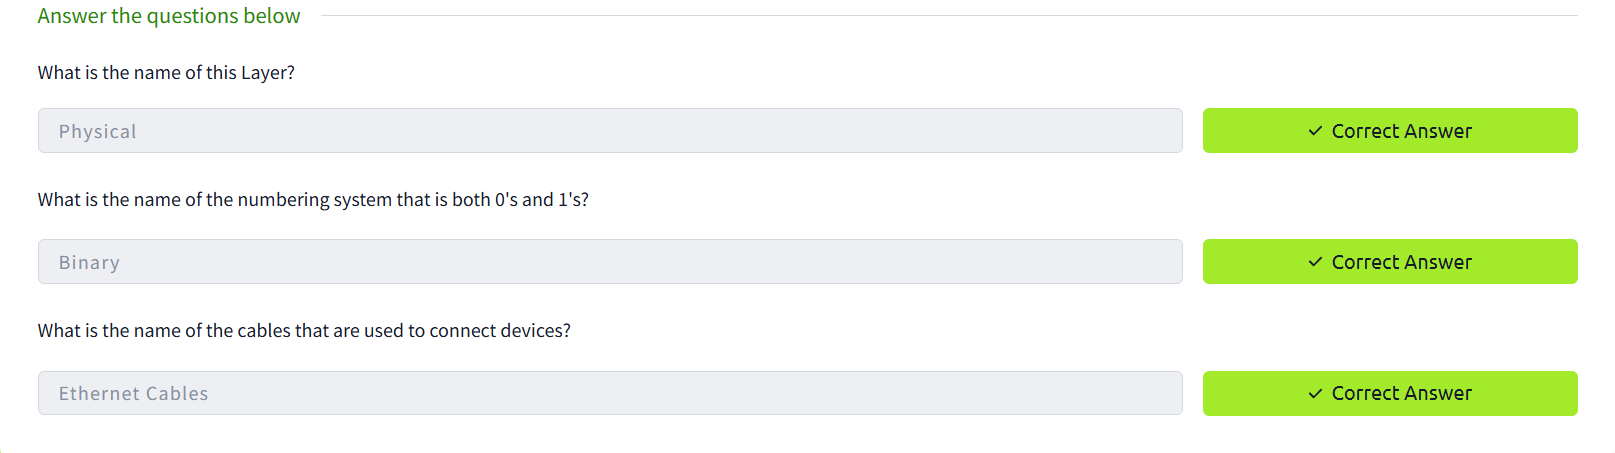 Answer the questions below
What is the name of this Layer?
Physical
Correct Answer
What is the name of the numbering system that is both 0's and 1's?
Binary
Correct Answer
What is the name of the cables that are used to connect devices?
Ethernet Cables
Correct Answer